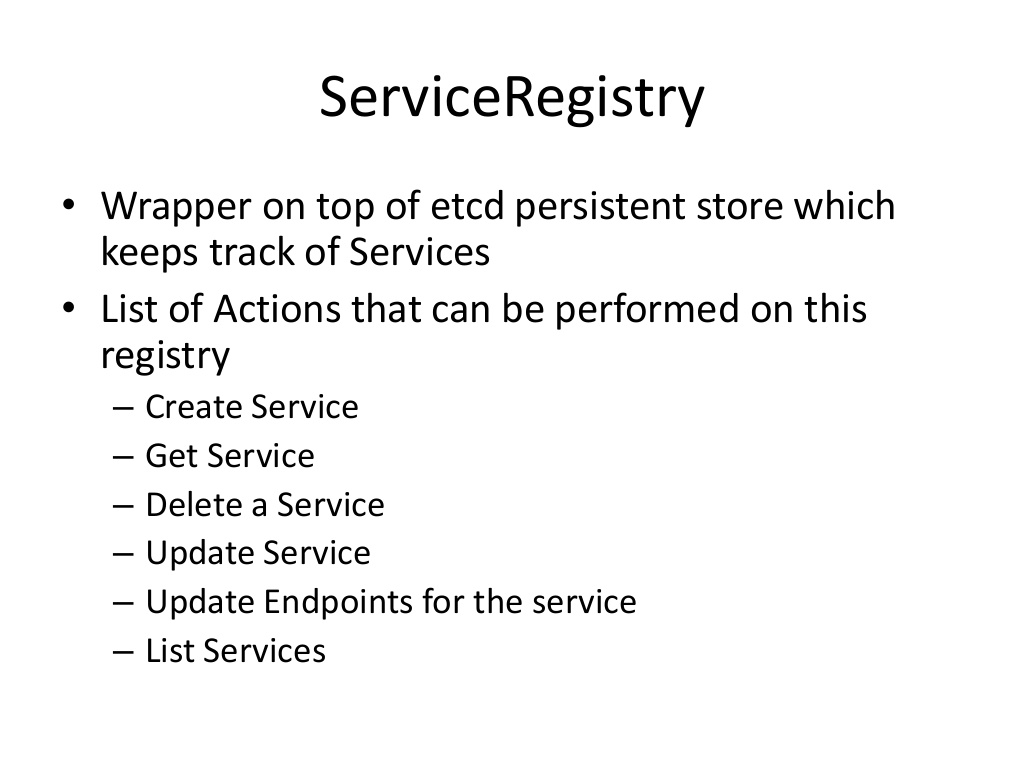 ServiceRegistry
• Wrapper on top of etcd persistent store which
keeps track of Services
• List of Actions that can be performed on this
registry
– Create Service
– Get Service
– Delete a Service
– Update Service
– Update Endpoints for the service
– List Services